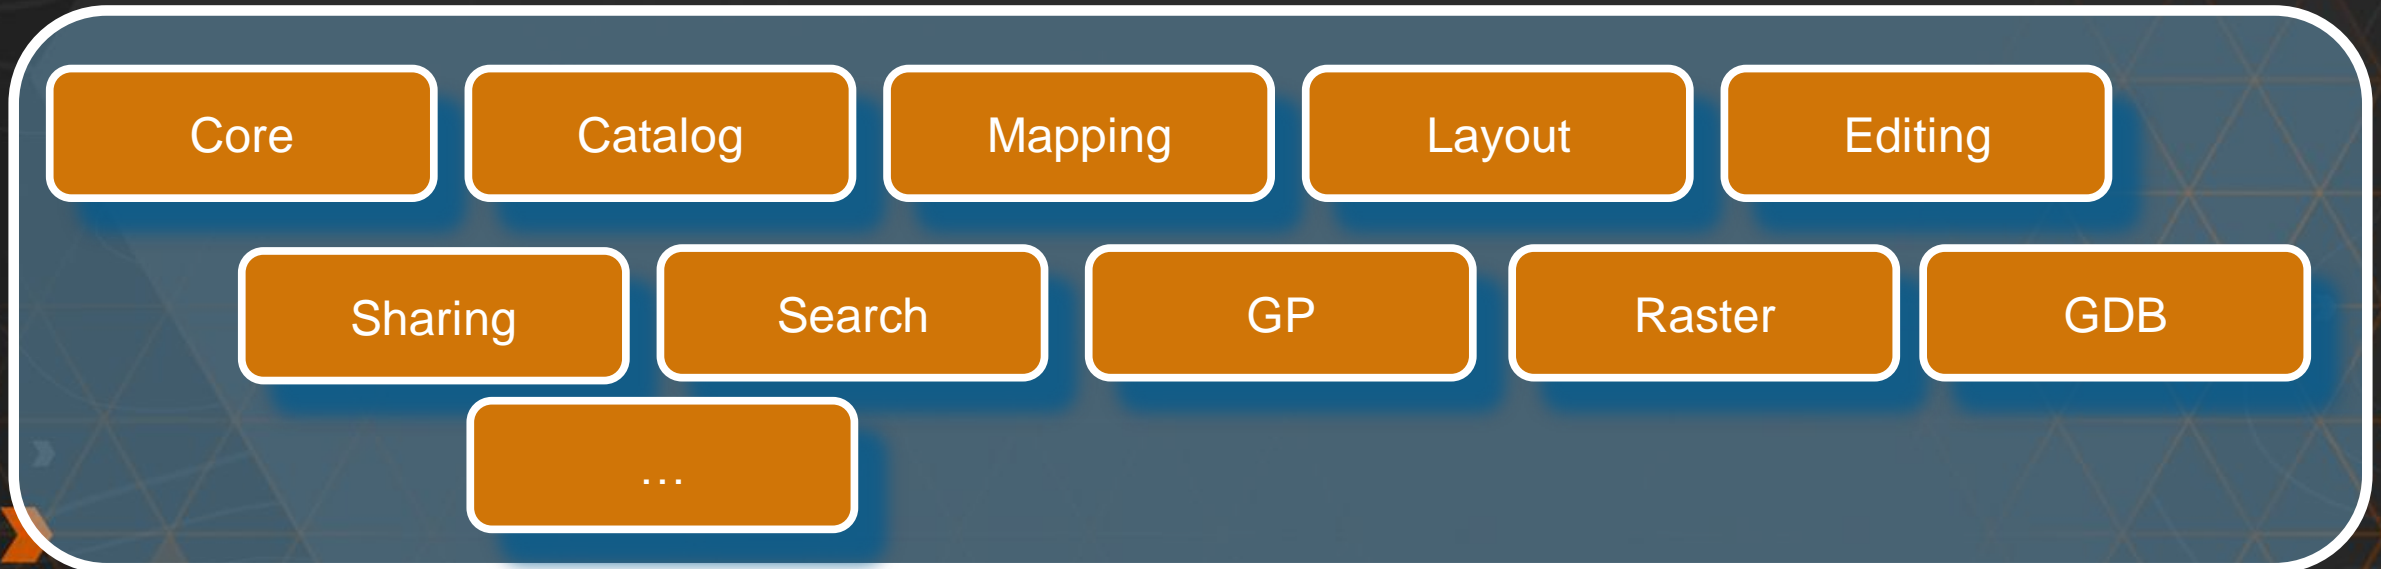 Core
Catalog
Mapping
Layout
Editing
Sharing
Search
GP
Raster
GDB
...